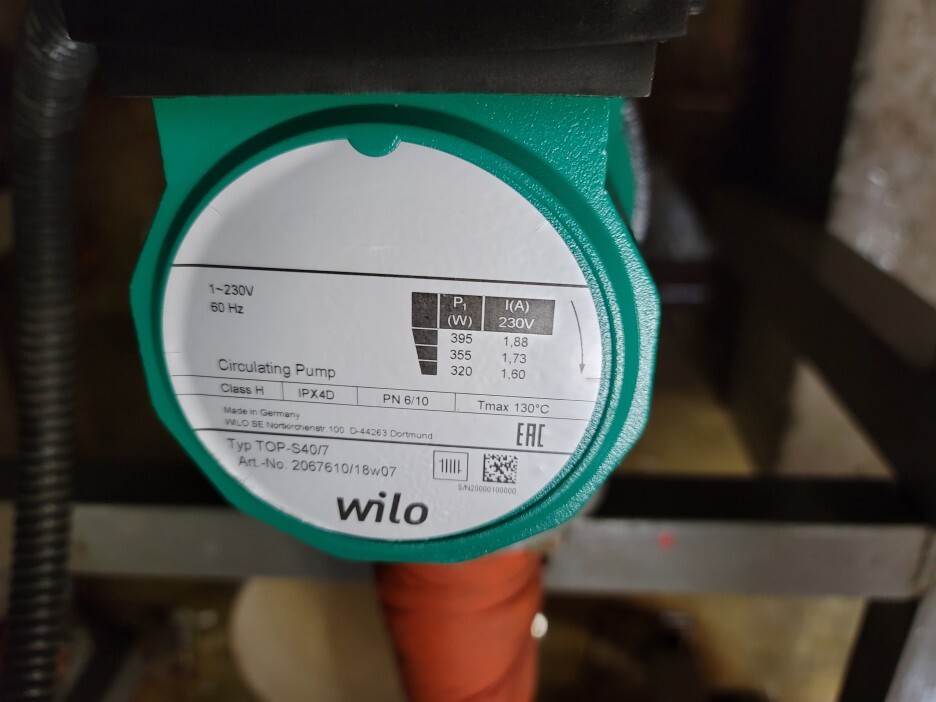 1~230V
60 Hz
P1 I(A)
(W) 230V
395 1,88
355 1,73
320 1,60
Circulating Pump
Class H IPX4D PN 6/10 Tmax 130°C
Made in Germany
WILO SE Nortkirchenstr.100 D-44263 Dortmund
EAC
Typ TOP-S40/7
Art.-No. 2067610/18w07
S/N20000100000
wilo